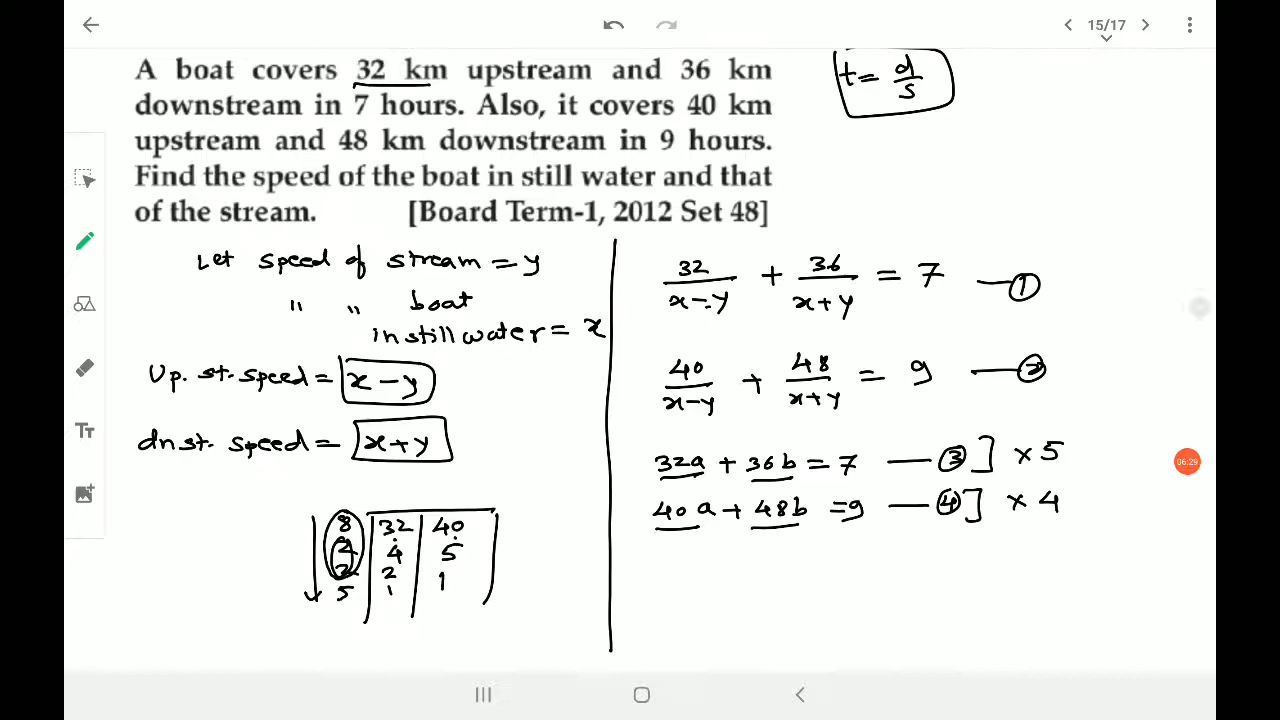 15/17
A boat covers 32 km upstream and 36 km
downstream in 7 hours. Also, it covers 40 km
upstream and 48 km downstream in 9 hours.
Find the speed of the boat in still water and that
of the stream. [Board Term-1, 2012 Set 48]
t = d/s
Let speed of stream = y
" " boat
in still water = x
Up. st. speed = x - y
dn st. speed = x + y
8 | 32 | 40
2 | 4 | 5
2 | 2 | 1
5 | 1
32/(x-y) + 36/(x+y) = 7 — ①
40/(x-y) + 48/(x+y) = 9 — ②
32a + 36b = 7 — ③ ] × 5
40a + 48b = 9 — ④ ] × 4
Tт
06:29